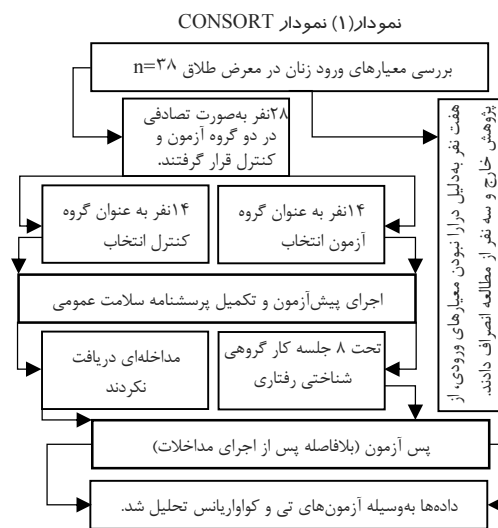 نمودار(۱) نمودار CONSORT
بررسی معیارهای ورود زنان در معرض طلاق n=۳۸
۲۸نفر به‌صورت تصادفی
در دو گروه آزمون و
کنترل قرار گرفتند.
هفت نفر به‌دلیل درارا نبودن معیارهای ورودی، از
پژوهش خارج و سه نفر از مطالعه انصراف دادند.
۱۴نفر به عنوان گروه
آزمون انتخاب
۱۴نفر به عنوان گروه
کنترل انتخاب
اجرای پیش‌آزمون و تکمیل پرسشنامه سلامت عمومی
تحت ۸ جلسه کار گروهی
شناختی رفتاری
مداخله‌ای دریافت
نکردند
پس آزمون (بلافاصله پس از اجرای مداخلات)
داده‌ها به‌وسیله آزمون‌های تی و کواواریانس تحلیل شد.